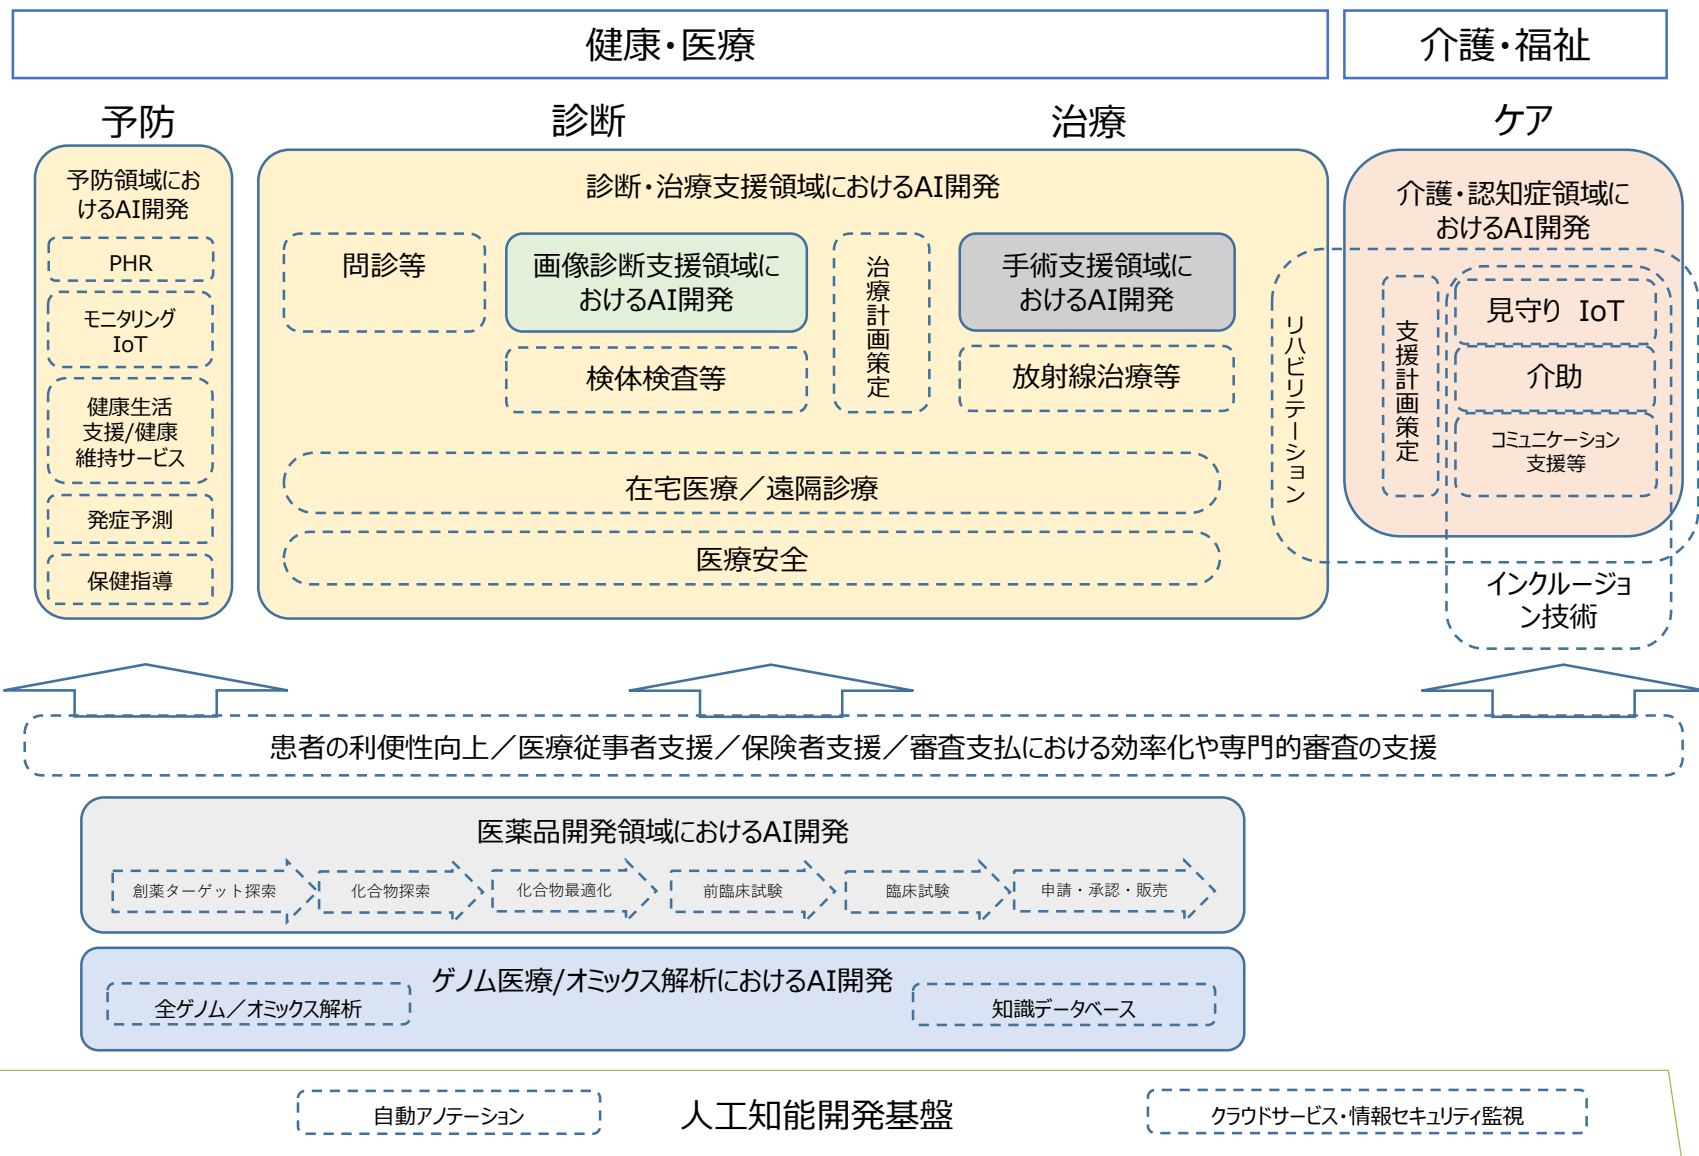 健康・医療
介護・福祉
予防
診断
治療
ケア
予防領域にお
けるAI開発
PHR
モニタリング
IoT
健康生活
支援/健康
維持サービス
発症予測
保健指導
診断・治療支援領域におけるAI開発
問診等
画像診断支援領域に
おけるAI開発
検体検査等
治療計画策定
手術支援領域に
おけるAI開発
放射線治療等
在宅医療／遠隔診療
医療安全
リハビリテーション
介護・認知症領域に
おけるAI開発
支援計画策定
見守り IoT
介助
コミュニケーション
支援等
インクルージョ
ン技術
患者の利便性向上／医療従事者支援／保険者支援／審査支払における効率化や専門的審査の支援
医薬品開発領域におけるAI開発
創薬ターゲット探索
化合物探索
化合物最適化
前臨床試験
臨床試験
申請・承認・販売
ゲノム医療/オミックス解析におけるAI開発
全ゲノム／オミックス解析
知識データベース
自動アノテーション
人工知能開発基盤
クラウドサービス・情報セキュリティ監視